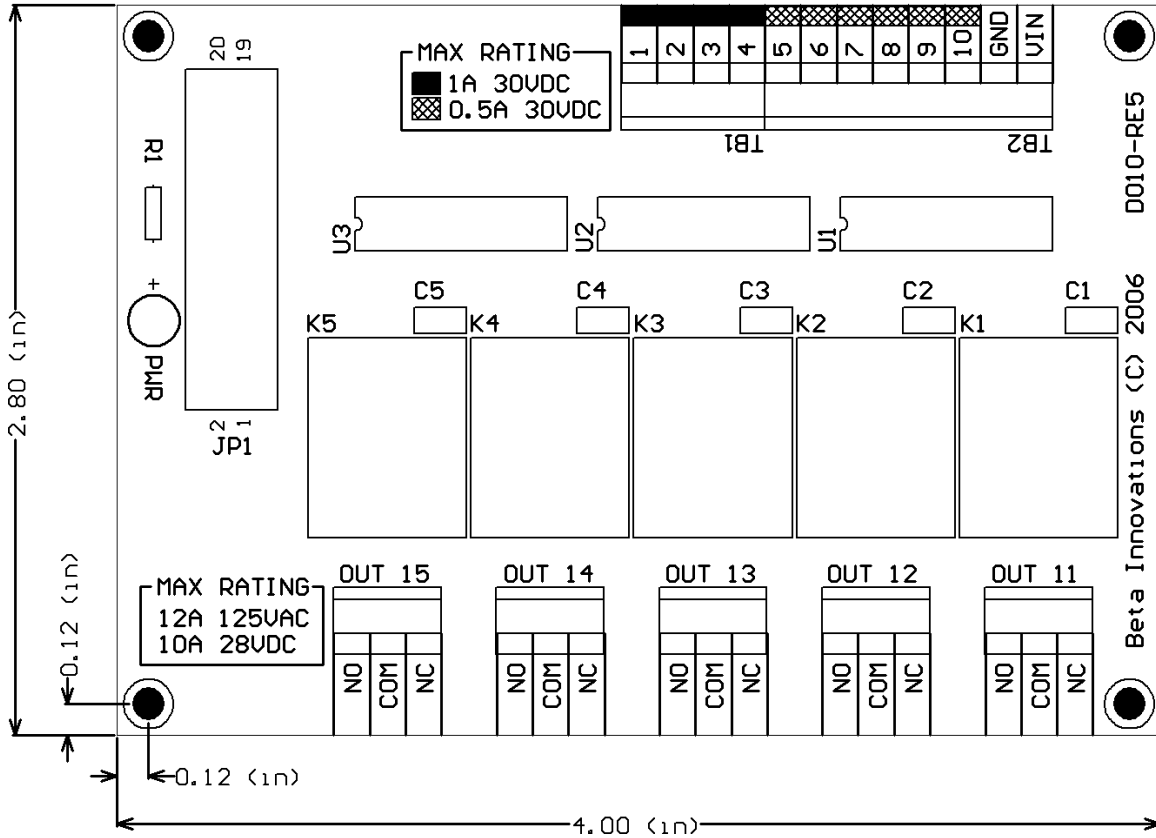 20
19
MAX RATING
1A 30VDC
0.5A 30VDC
1
2
3
4
5
6
7
8
9
10
GND
VIN
TB1
TB2
DO10-RE5
R1
U3
U2
U1
+
PWR
C5
C4
C3
C2
C1
K5
K4
K3
K2
K1
2
1
JP1
Beta Innovations (C) 2006
2.80 (in)
OUT 15
OUT 14
OUT 13
OUT 12
OUT 11
MAX RATING
12A 125VAC
10A 28VDC
NO
COM
NC
NO
COM
NC
NO
COM
NC
NO
COM
NC
NO
COM
NC
0.12 (in)
0.12 (in)
4.00 (in)